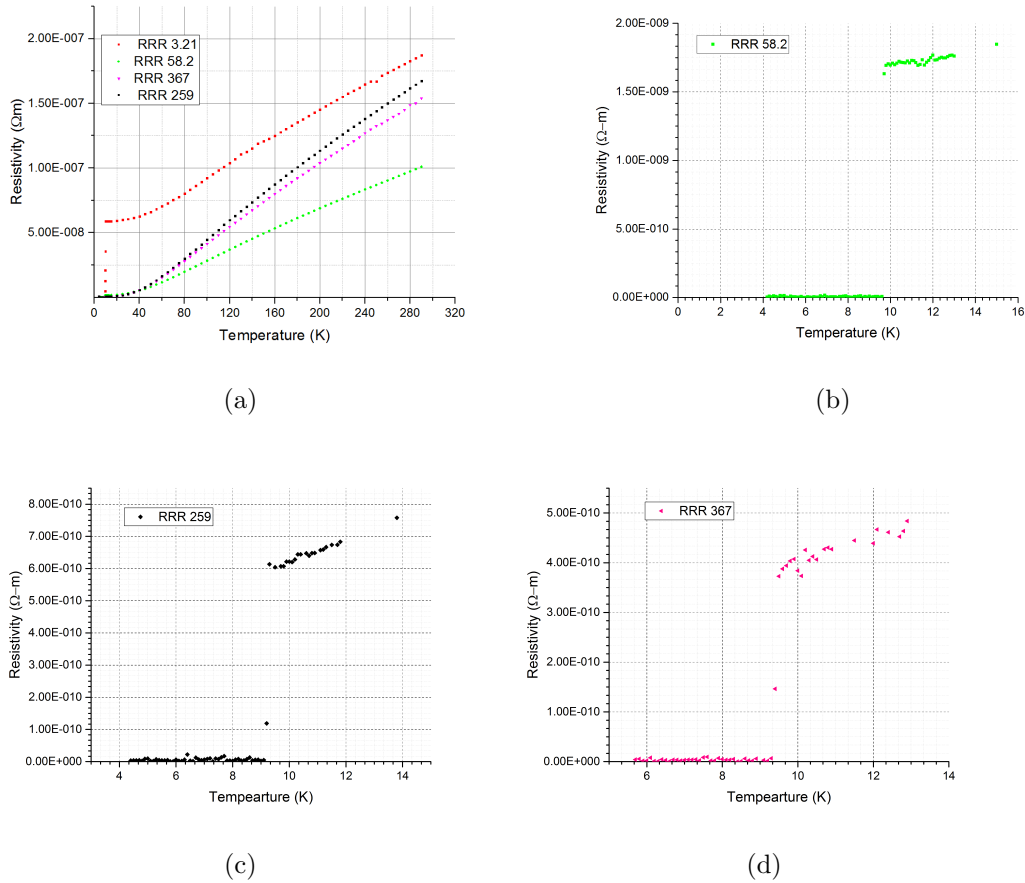 2.00E-007
1.50E-007
1.00E-007
5.00E-008
Resistivity (Ωm)
RRR 3.21
RRR 58.2
RRR 367
RRR 259
0 40 80 120 160 200 240 280 320
Temperature (K)
(a)
2.00E-009
1.50E-009
1.00E-009
5.00E-010
0.00E+000
Resistivity (Ω−m)
RRR 58.2
0 2 4 6 8 10 12 14 16
Temperature (K)
(b)
8.00E-010
7.00E-010
6.00E-010
5.00E-010
4.00E-010
3.00E-010
2.00E-010
1.00E-010
0.00E+000
Resistivity (Ω−m)
RRR 259
4 6 8 10 12 14
Tempearture (K)
(c)
5.00E-010
4.00E-010
3.00E-010
2.00E-010
1.00E-010
0.00E+000
Resistivity (Ω−m)
RRR 367
6 8 10 12 14
Tempearture (K)
(d)